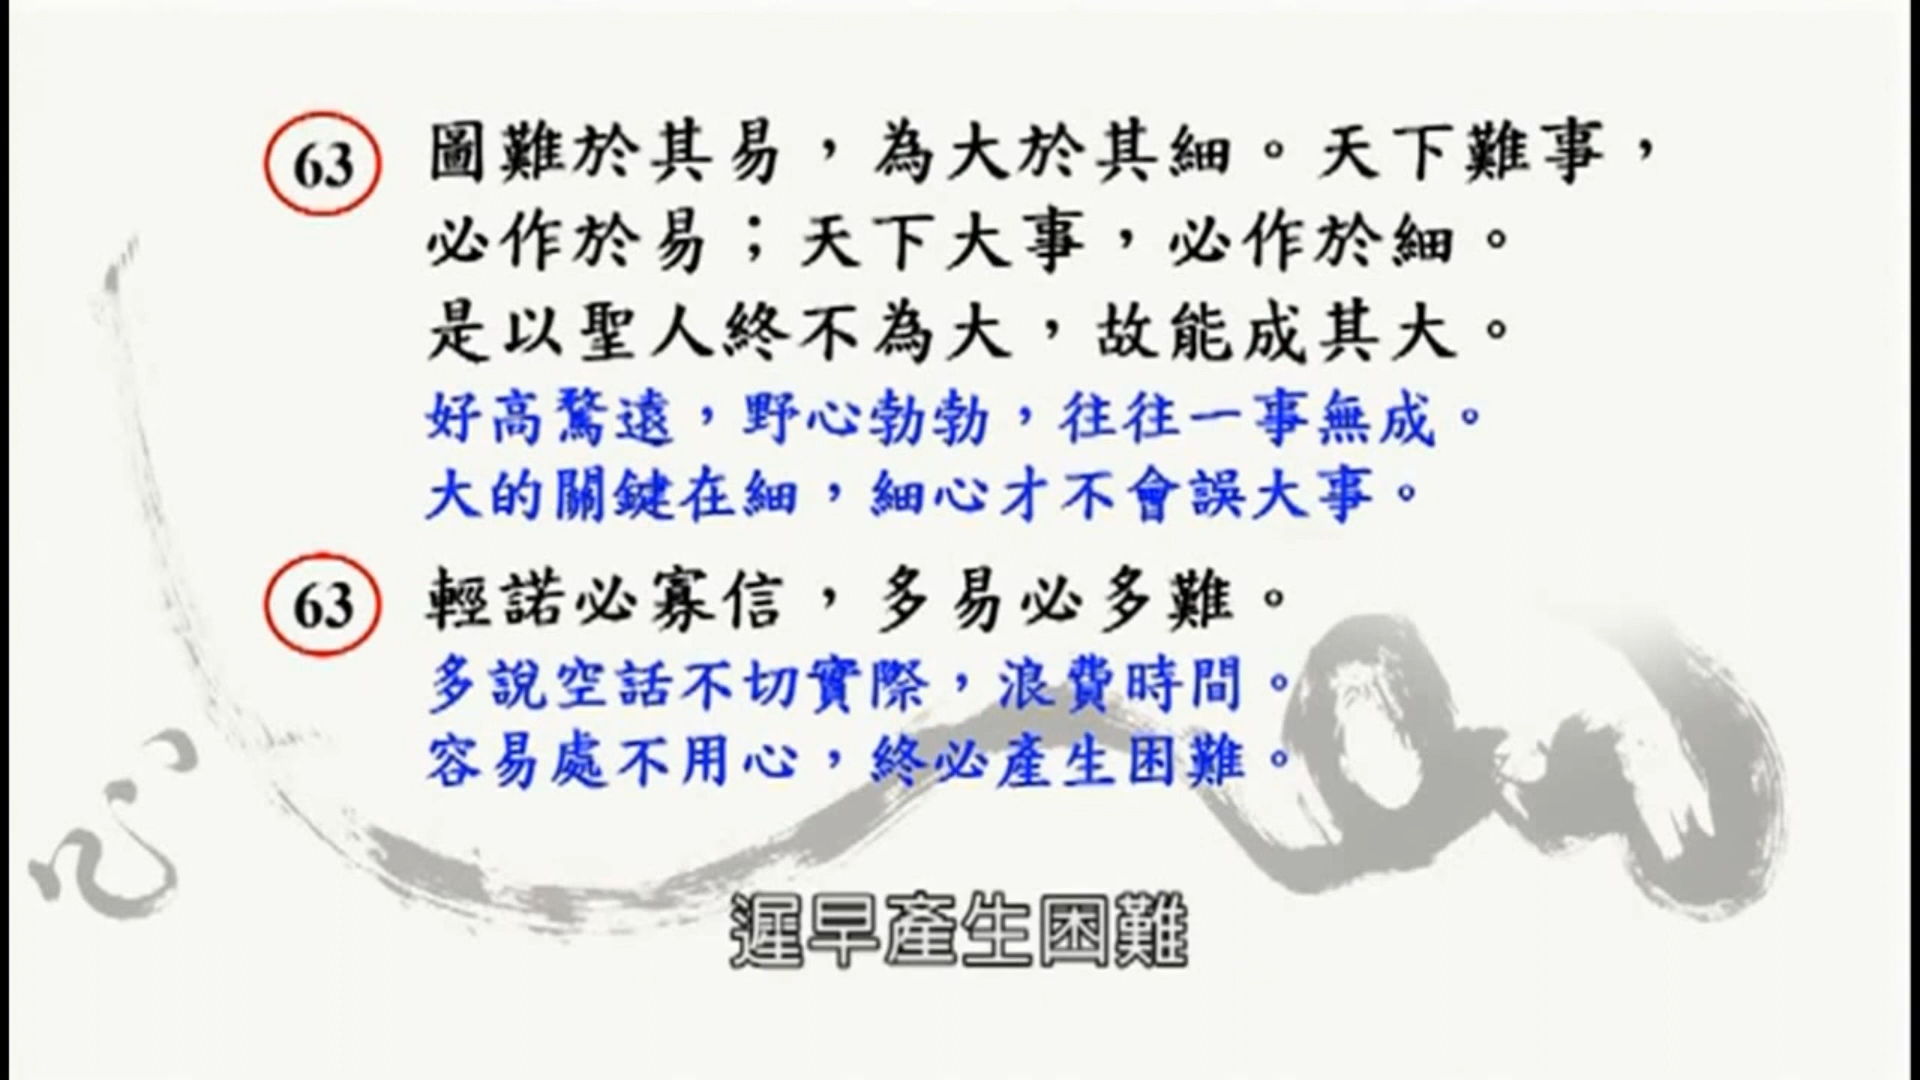 63 圖難於其易，為大於其細。天下難事，
必作於易；天下大事，必作於細。
是以聖人終不為大，故能成其大。
好高騖遠，野心勃勃，往往一事無成。
大的關鍵在細，細心才不會誤大事。
63 輕諾必寡信，多易必多難。
多說空話不切實際，浪費時間。
容易處不用心，終必產生困難。
遲早產生困難